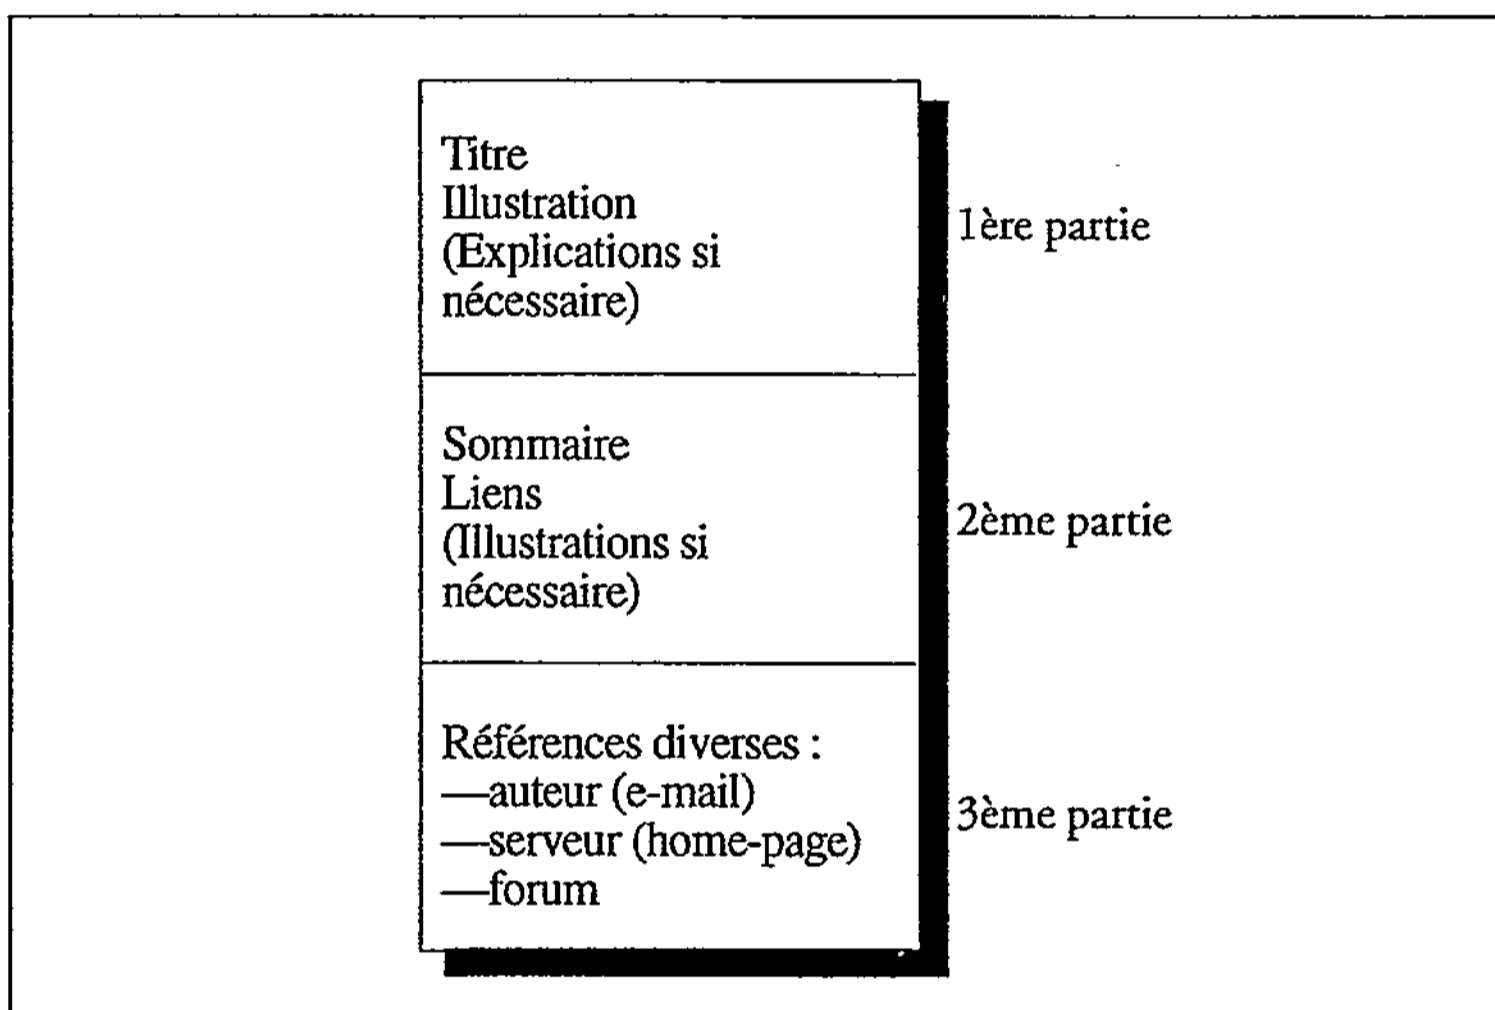 Titre
Illustration
(Explications si
nécessaire)
1ère partie
Sommaire
Liens
(Illustrations si
nécessaire)
2ème partie
Références diverses :
—auteur (e-mail)
—serveur (home-page)
—forum
3ème partie